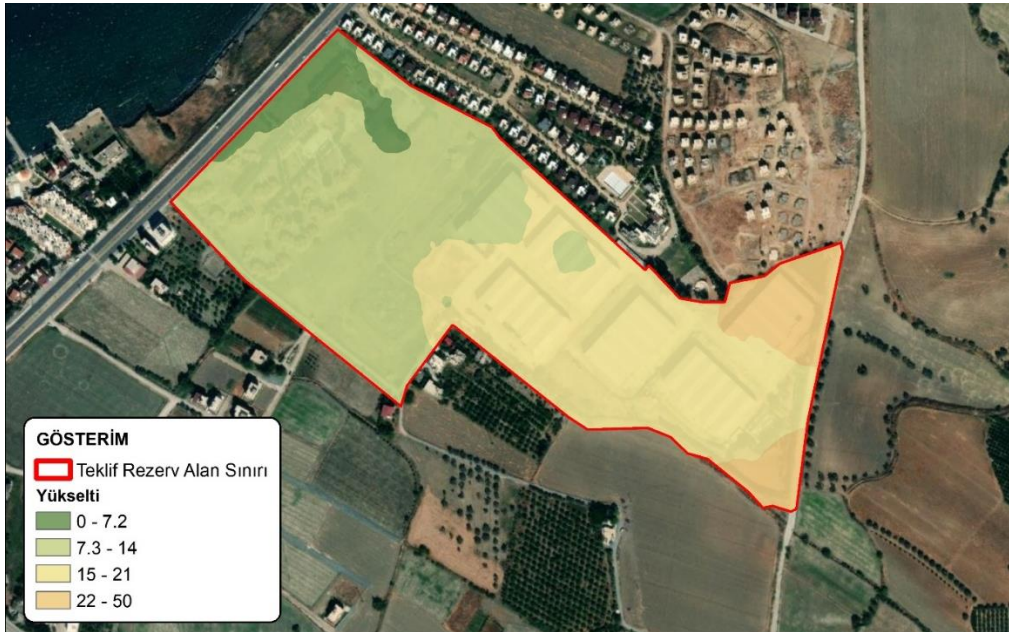 GÖSTERİM
Teklif Rezerv Alan Sınırı
Yükselti
0 - 7.2
7.3 - 14
15 - 21
22 - 50